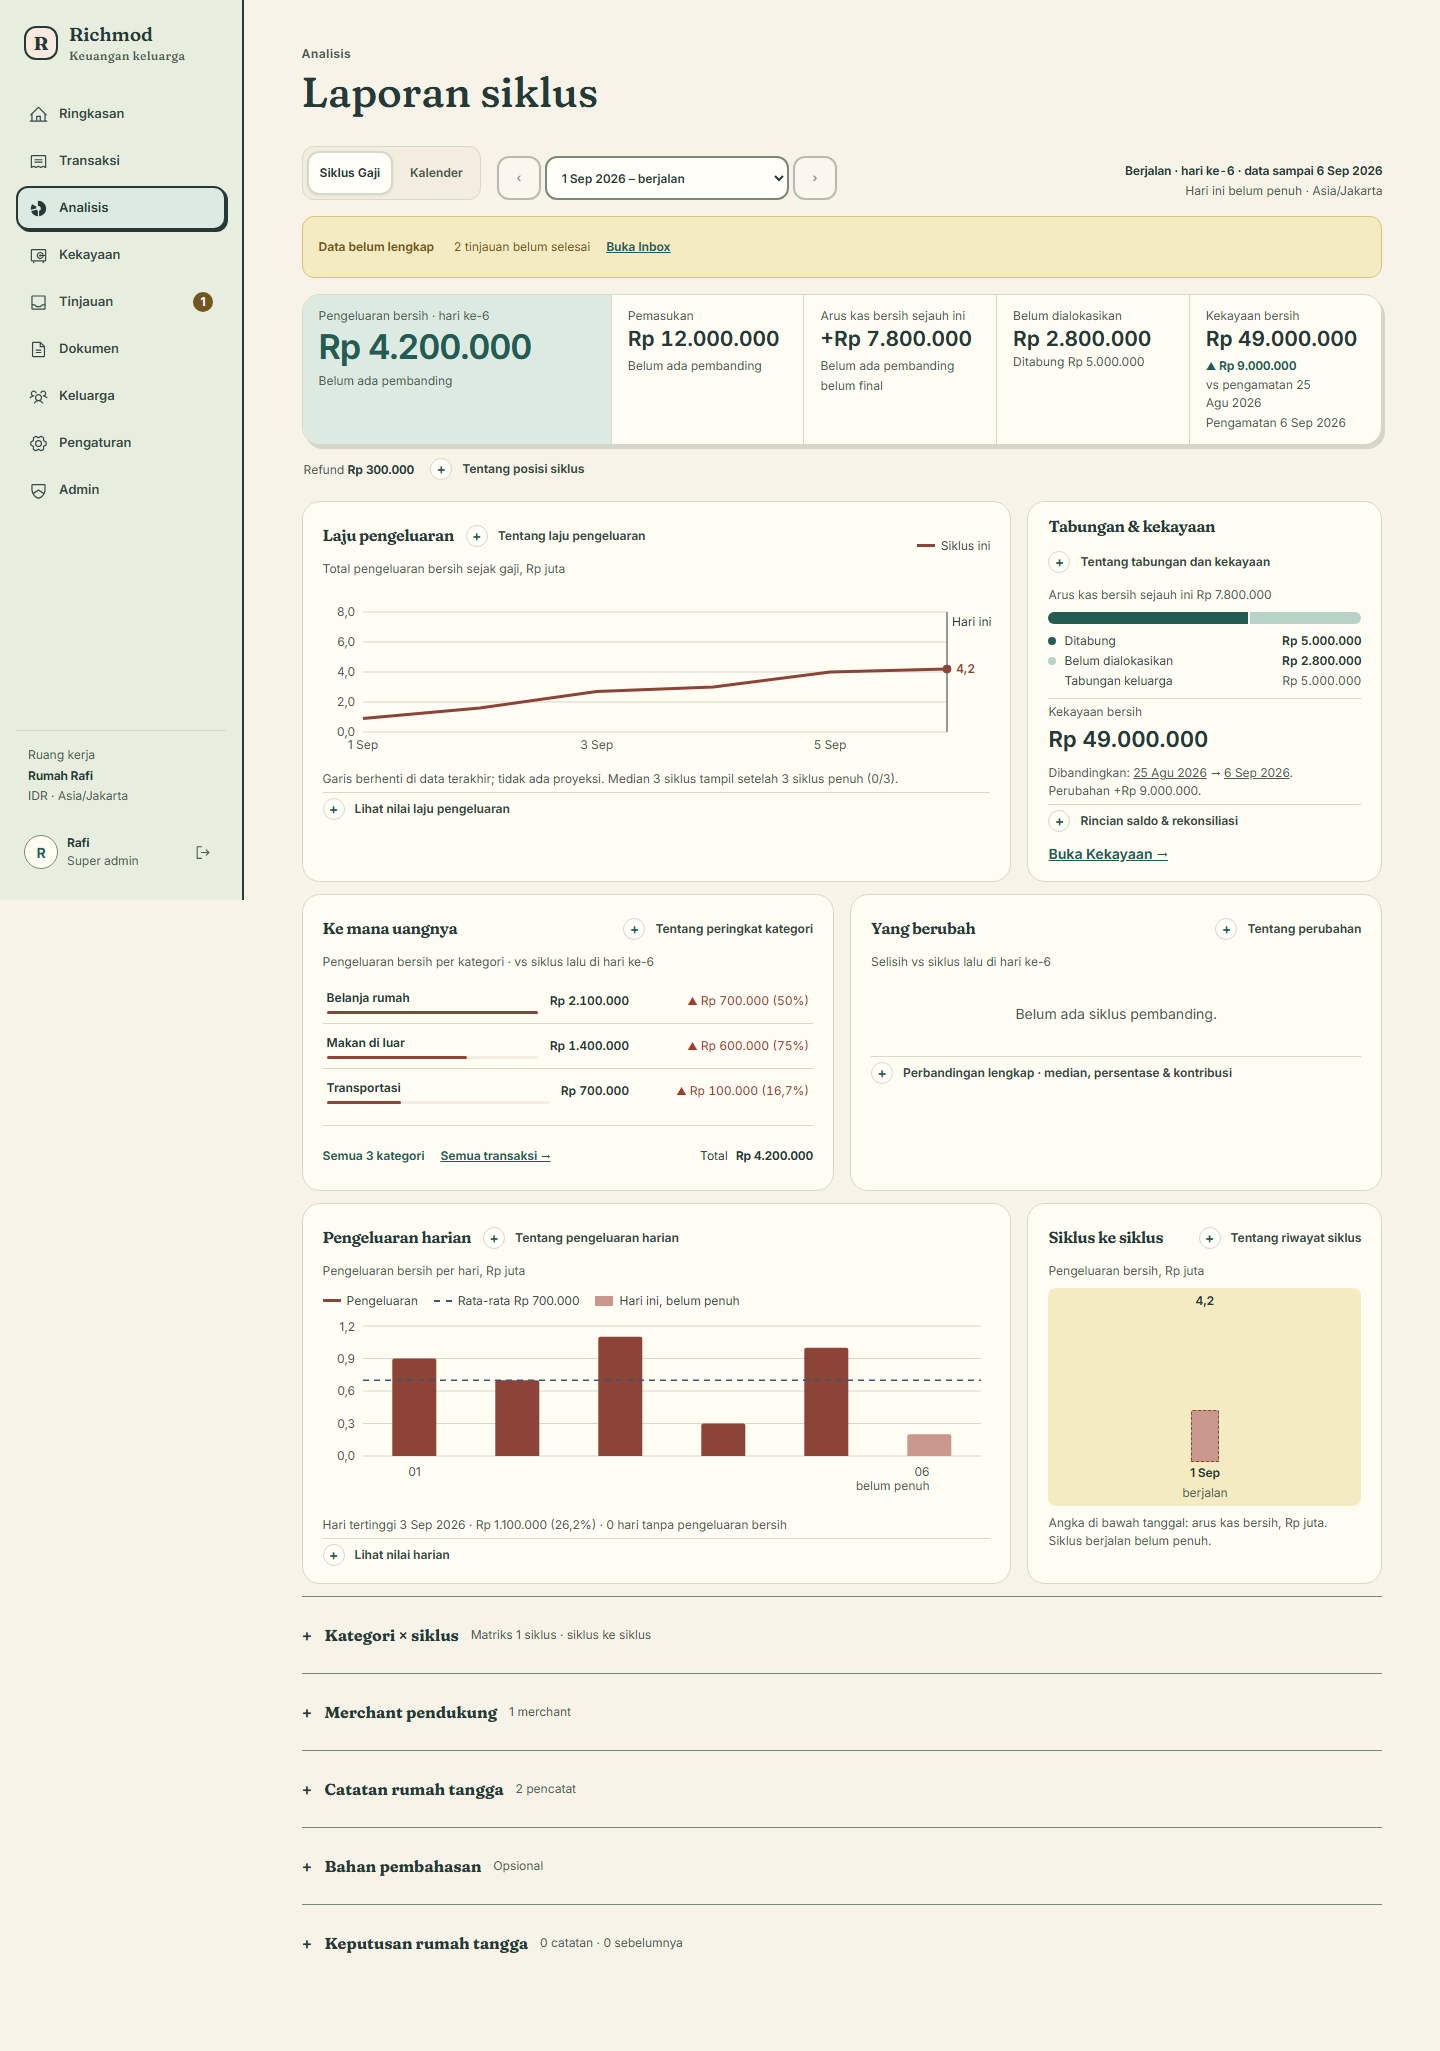 R
Richmod
Keuangan keluarga
Ringkasan
Transaksi
Analisis
Kekayaan
Tinjauan
1
Dokumen
Keluarga
Pengaturan
Admin
Ruang kerja
Rumah Rafi
IDR · Asia/Jakarta
R
Rafi
Super admin
Analisis
Laporan siklus
Siklus Gaji
Kalender
‹
1 Sep 2026 – berjalan
›
Berjalan · hari ke-6 · data sampai 6 Sep 2026
Hari ini belum penuh · Asia/Jakarta
Data belum lengkap 2 tinjauan belum selesai Buka Inbox
Pengeluaran bersih · hari ke-6
Rp 4.200.000
Belum ada pembanding
Pemasukan
Rp 12.000.000
Belum ada pembanding
Arus kas bersih sejauh ini
+Rp 7.800.000
Belum ada pembanding
belum final
Belum dialokasikan
Rp 2.800.000
Ditabung Rp 5.000.000
Kekayaan bersih
Rp 49.000.000
▲ Rp 9.000.000
vs pengamatan 25
Agu 2026
Pengamatan 6 Sep 2026
Refund Rp 300.000 + Tentang posisi siklus
Laju pengeluaran + Tentang laju pengeluaran
Siklus ini
Total pengeluaran bersih sejak gaji, Rp juta
8,0
6,0
4,0
2,0
0,0
Hari ini
4,2
1 Sep
3 Sep
5 Sep
Garis berhenti di data terakhir; tidak ada proyeksi. Median 3 siklus tampil setelah 3 siklus penuh (0/3).
+ Lihat nilai laju pengeluaran
Tabungan & kekayaan
+ Tentang tabungan dan kekayaan
Arus kas bersih sejauh ini Rp 7.800.000
Ditabung Rp 5.000.000
Belum dialokasikan Rp 2.800.000
Tabungan keluarga Rp 5.000.000
Kekayaan bersih
Rp 49.000.000
Dibandingkan: 25 Agu 2026 → 6 Sep 2026.
Perubahan +Rp 9.000.000.
+ Rincian saldo & rekonsiliasi
Buka Kekayaan →
Ke mana uangnya + Tentang peringkat kategori
Pengeluaran bersih per kategori · vs siklus lalu di hari ke-6
Belanja rumah Rp 2.100.000 ▲ Rp 700.000 (50%)
Makan di luar Rp 1.400.000 ▲ Rp 600.000 (75%)
Transportasi Rp 700.000 ▲ Rp 100.000 (16,7%)
Semua 3 kategori Semua transaksi → Total Rp 4.200.000
Yang berubah + Tentang perubahan
Selisih vs siklus lalu di hari ke-6
Belum ada siklus pembanding.
+ Perbandingan lengkap · median, persentase & kontribusi
Pengeluaran harian + Tentang pengeluaran harian
Pengeluaran bersih per hari, Rp juta
Pengeluaran Rata-rata Rp 700.000 Hari ini, belum penuh
1,2
0,9
0,6
0,3
0,0
01
06
belum penuh
Hari tertinggi 3 Sep 2026 · Rp 1.100.000 (26,2%) · 0 hari tanpa pengeluaran bersih
+ Lihat nilai harian
Siklus ke siklus + Tentang riwayat siklus
Pengeluaran bersih, Rp juta
4,2
1 Sep
berjalan
Angka di bawah tanggal: arus kas bersih, Rp juta.
Siklus berjalan belum penuh.
+ Kategori × siklus Matriks 1 siklus · siklus ke siklus
+ Merchant pendukung 1 merchant
+ Catatan rumah tangga 2 pencatat
+ Bahan pembahasan Opsional
+ Keputusan rumah tangga 0 catatan · 0 sebelumnya